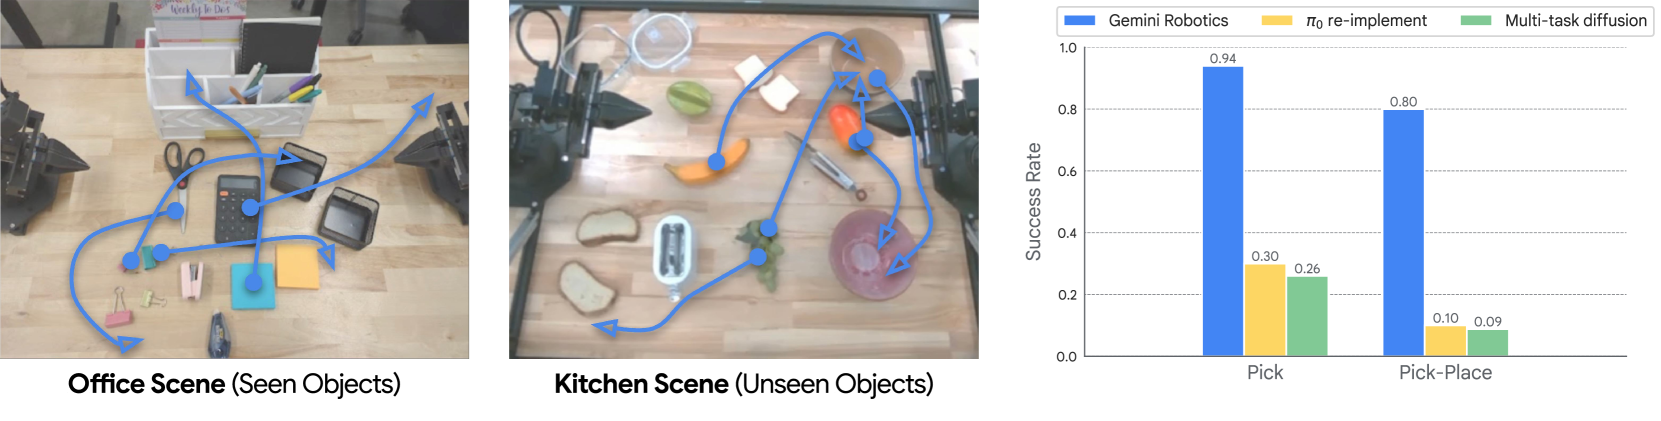 Weekly To Do's
Office Scene (Seen Objects)
Kitchen Scene (Unseen Objects)
Gemini Robotics
π₀ re-implement
Multi-task diffusion
Success Rate
1.0
0.8
0.6
0.4
0.2
0.0
0.94
0.30
0.26
0.80
0.10
0.09
Pick
Pick-Place